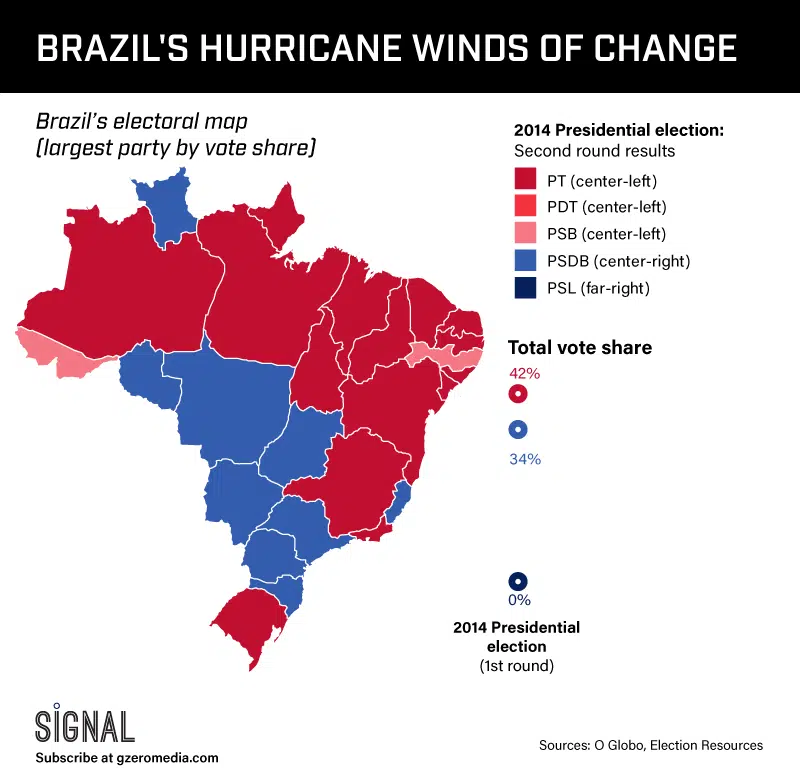 BRAZIL'S HURRICANE WINDS OF CHANGE
Brazil's electoral map
(largest party by vote share)
2014 Presidential election:
Second round results
PT (center-left)
PDT (center-left)
PSB (center-left)
PSDB (center-right)
PSL (far-right)
Total vote share
42%
34%
0%
2014 Presidential
election
(1st round)
SIGNAL
Subscribe at gzeromedia.com
Sources: O Globo, Election Resources